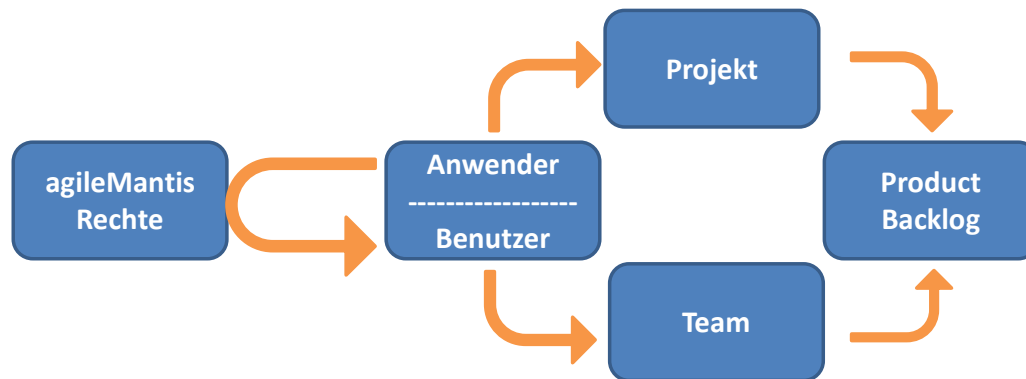 Projekt
agileMantis
Rechte
Anwender
------------------
Benutzer
Product
Backlog
Team